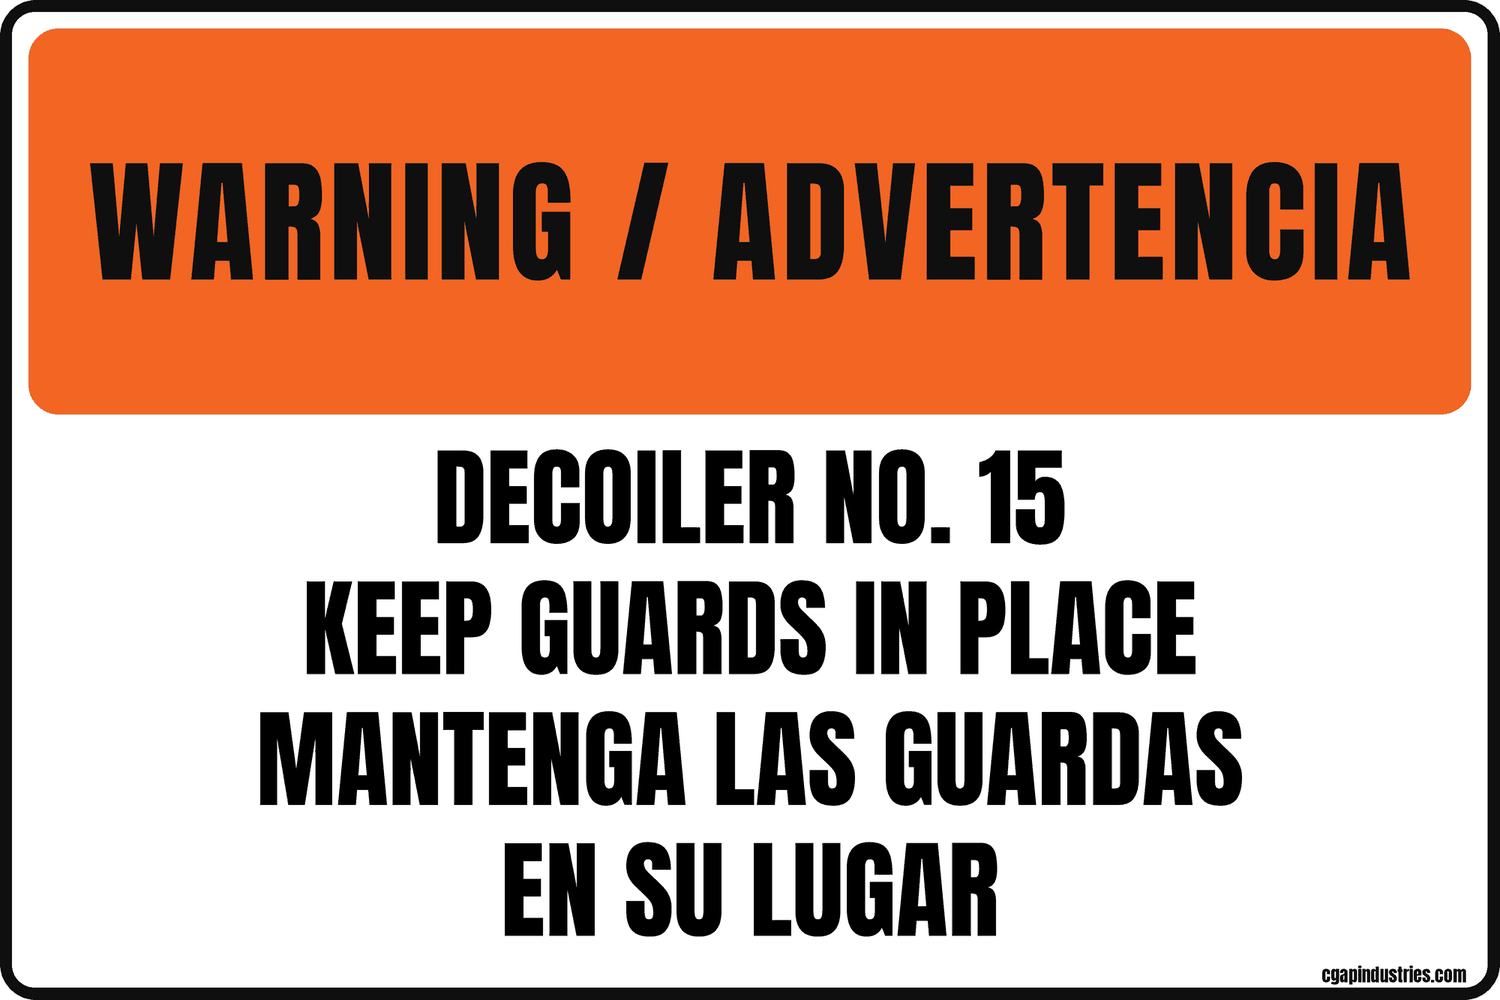 WARNING / ADVERTENCIA
DECOILER NO. 15
KEEP GUARDS IN PLACE
MANTENGA LAS GUARDAS
EN SU LUGAR
cgapindustries.com